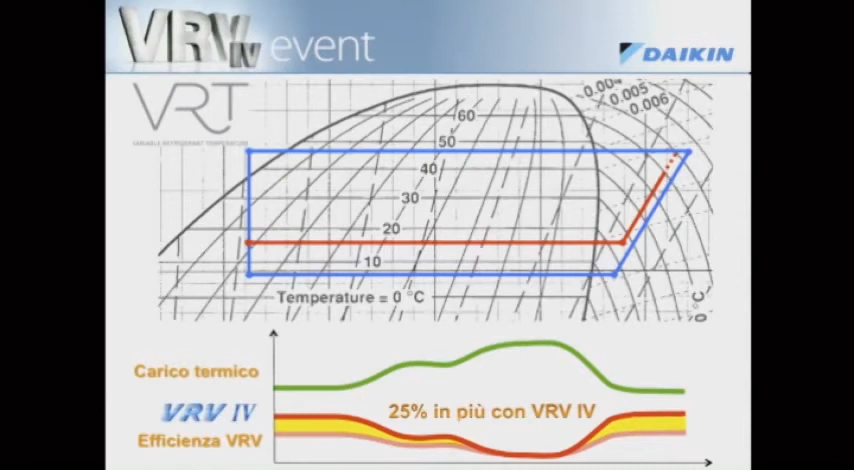 VRV IV event
DAIKIN
VRT
VARIABLE REFRIGERANT TEMPERATURE
0.004
0.005
0.006
60
50
40
30
20
10
Temperature = 0 °C
Carico termico
VRV IV
25% in più con VRV IV
Efficienza VRV